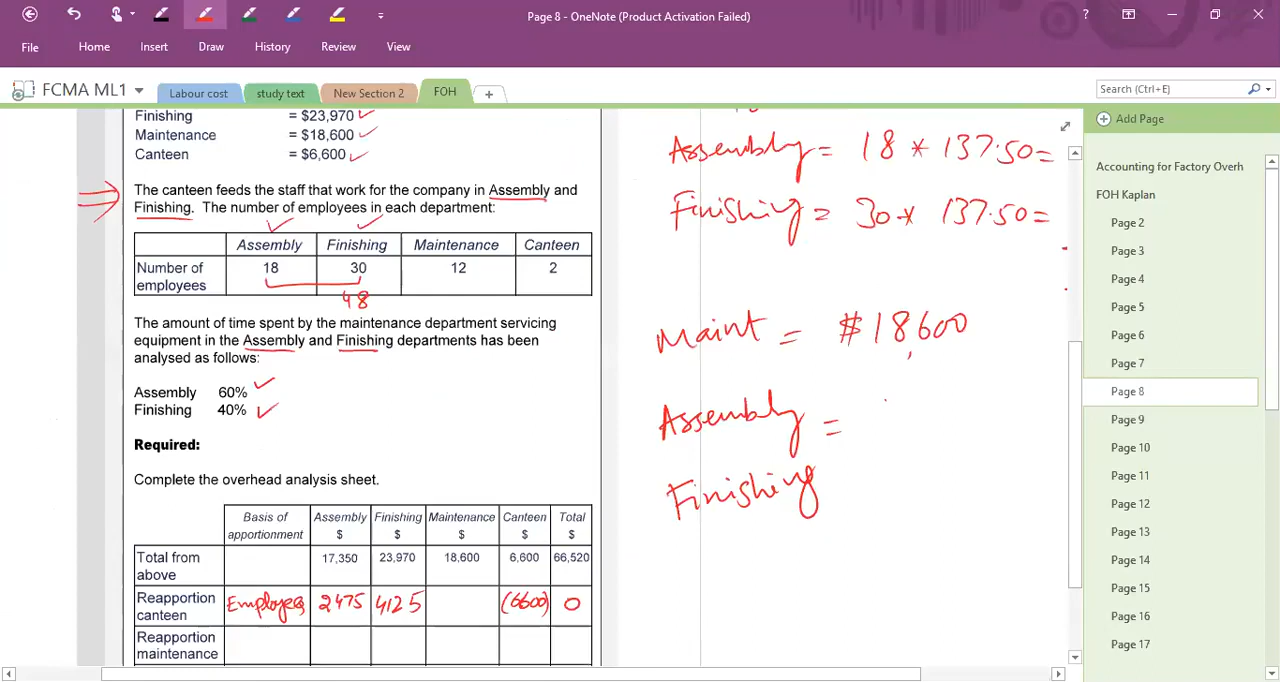 Page 8 - OneNote (Product Activation Failed)
?
File Home Insert Draw History Review View
FCMA ML1 Labour cost study text New Section 2 FOH +
Search (Ctrl+E)
Finishing = $23,970
Maintenance = $18,600
Canteen = $6,600
The canteen feeds the staff that work for the company in Assembly and
Finishing. The number of employees in each department:
Assembly Finishing Maintenance Canteen
Number of employees 18 30 12 2
48
The amount of time spent by the maintenance department servicing
equipment in the Assembly and Finishing departments has been
analysed as follows:
Assembly 60%
Finishing 40%
Required:
Complete the overhead analysis sheet.
Basis of apportionment Assembly $ Finishing $ Maintenance $ Canteen $ Total $
Total from above 17,350 23,970 18,600 6,600 66,520
Reapportion canteen Employees 2475 4125 (6600) 0
Reapportion maintenance
Assembly = 18 * 137.50=
Finishing = 30 * 137.50=
Maint = $18,600
Assembly =
Finishing
Add Page
Accounting for Factory Overh
FOH Kaplan
Page 2
Page 3
Page 4
Page 5
Page 6
Page 7
Page 8
Page 9
Page 10
Page 11
Page 12
Page 13
Page 14
Page 15
Page 16
Page 17